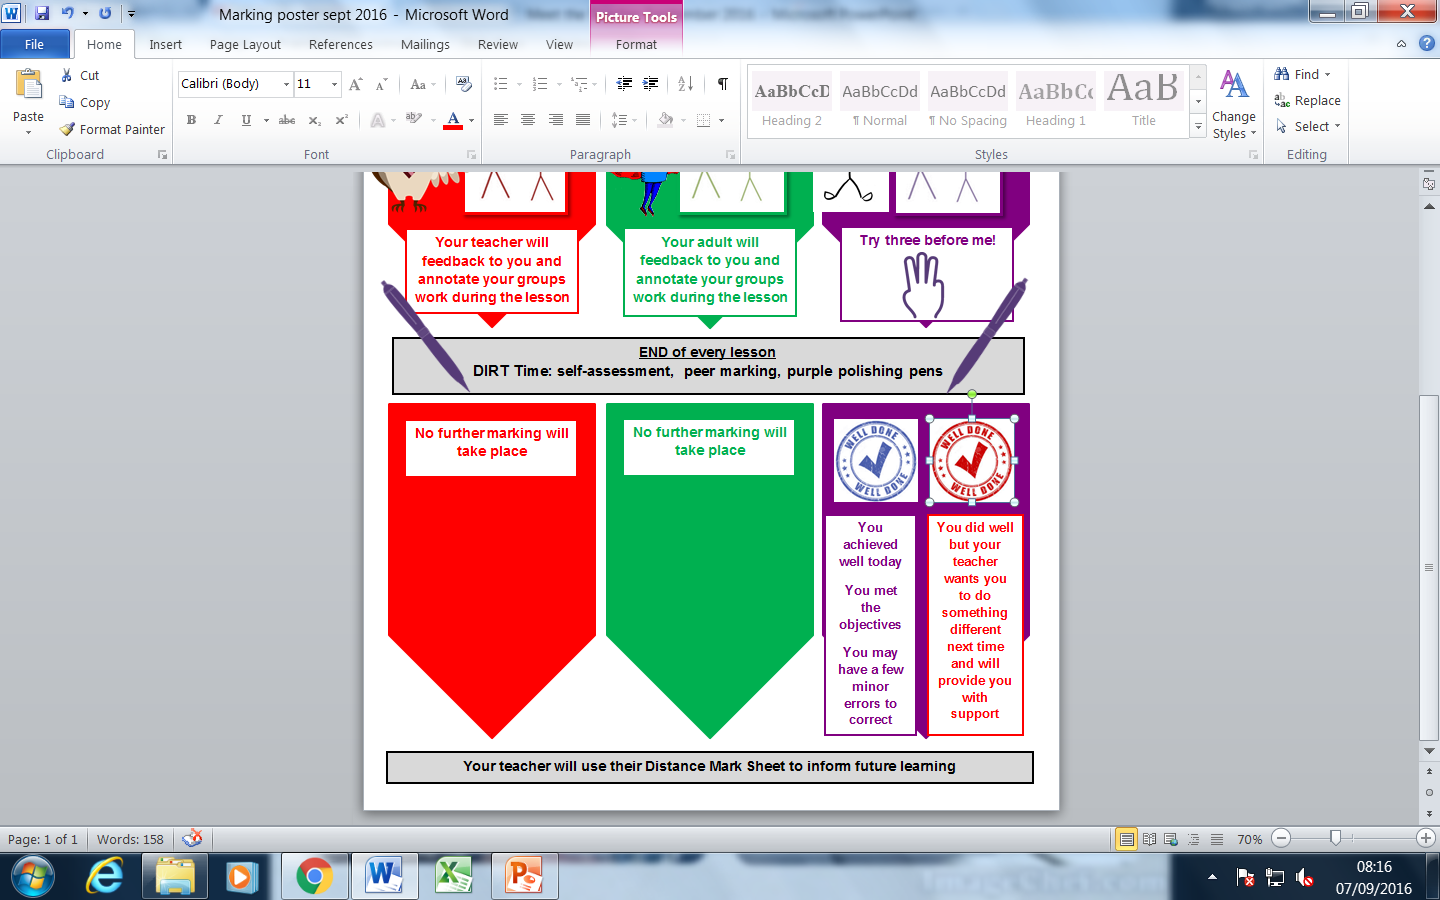 Marking poster sept 2016 - Microsoft Word
Picture Tools
File
Home
Insert
Page Layout
References
Mailings
Review
View
Format
Paste
Cut
Copy
Format Painter
Clipboard
Calibri (Body)
11
Font
Paragraph
AaBbCcD
AaBbCcDd
AaBbCcDd
AaBbCc
AaB
Heading 2
¶ Normal
¶ No Spacing
Heading 1
Title
Change
Styles
Styles
Find
Replace
Select
Editing
Your teacher will
feedback to you and
annotate your groups
work during the lesson
Your adult will
feedback to you and
annotate your groups
work during the lesson
Try three before me!
END of every lesson
DIRT Time: self-assessment, peer marking, purple polishing pens
No further marking will
take place
No further marking will
take place
WELL DONE
WELL DONE
WELL DONE
WELL DONE
You
achieved
well today
You met
the
objectives
You may
have a few
minor
errors to
correct
You did well
but your
teacher
wants you
to do
something
different
next time
and will
provide you
with
support
Your teacher will use their Distance Mark Sheet to inform future learning
Page: 1 of 1
Words: 158
70%
08:16
07/09/2016